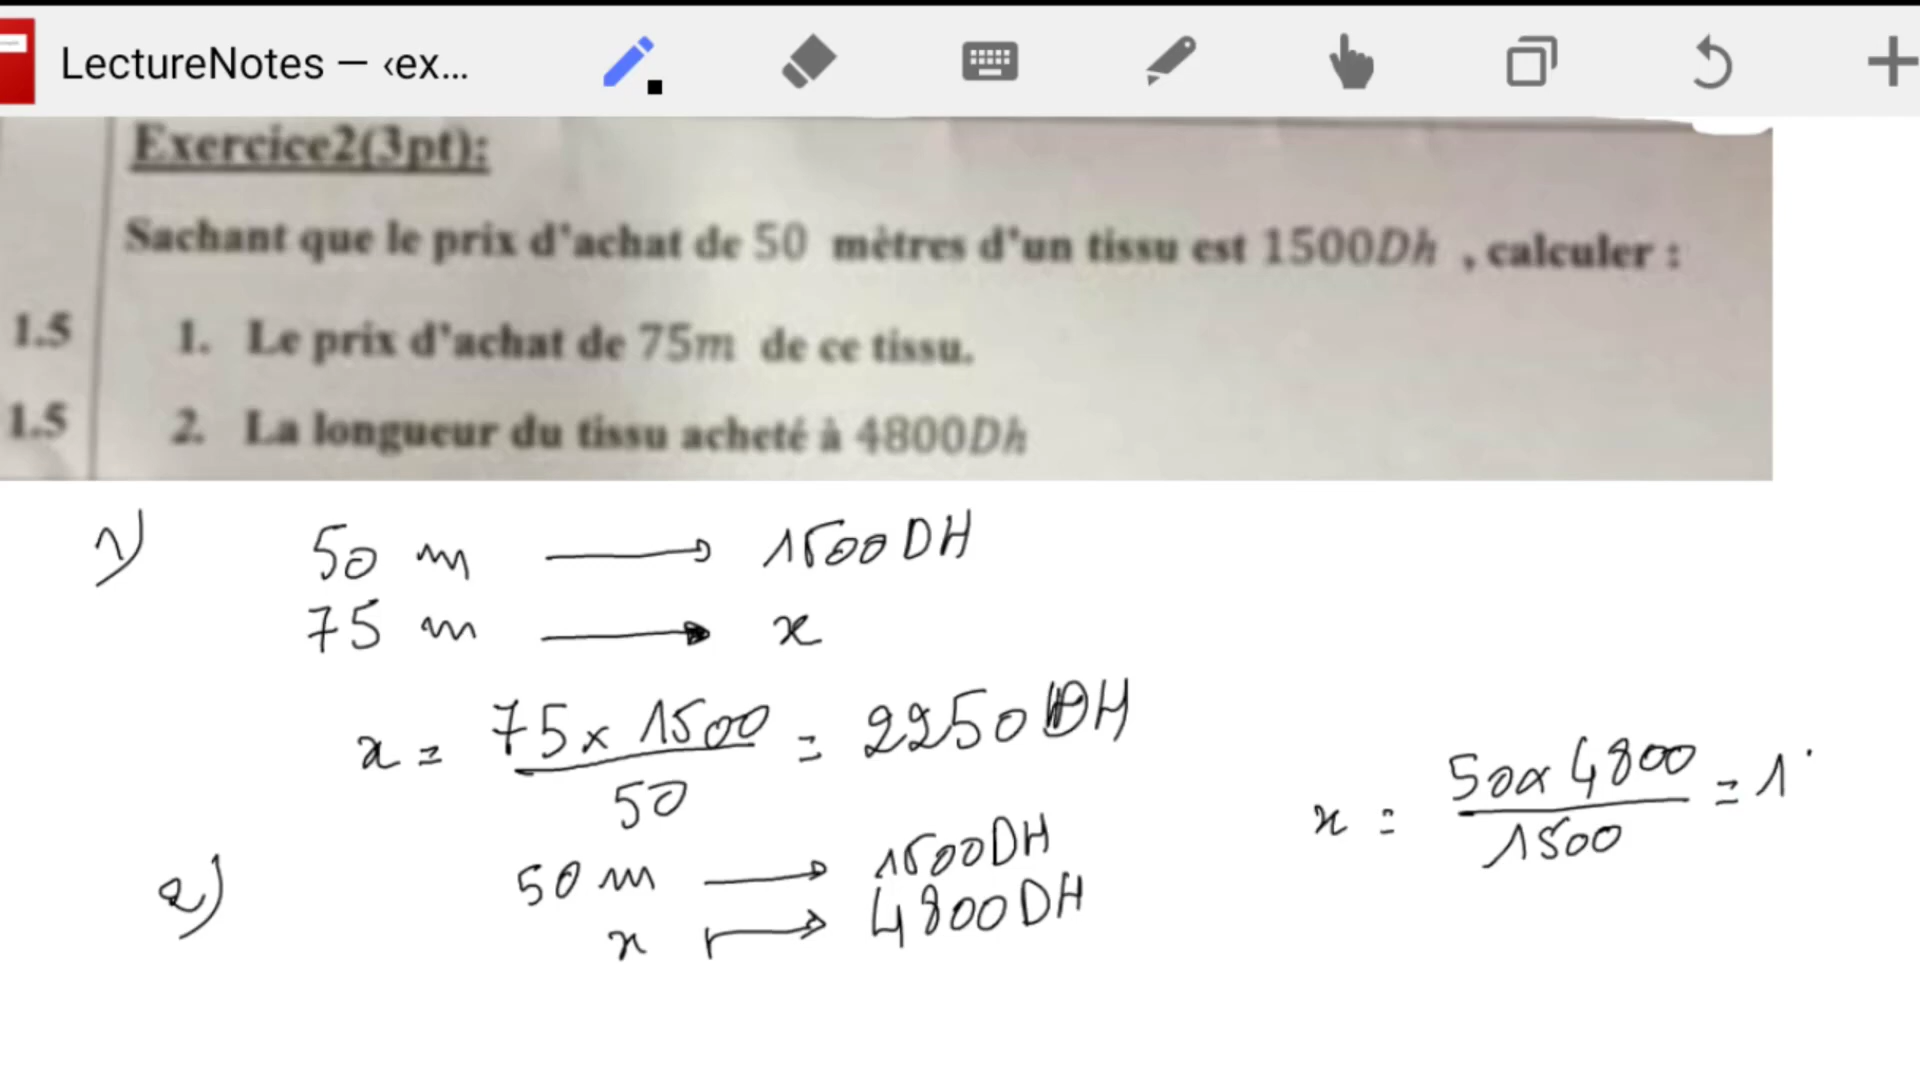 LectureNotes — ‹ex...
Exercice2(3pt):
Sachant que le prix d'achat de 50 mètres d'un tissu est 1500Dh , calculer :
1.5 1. Le prix d'achat de 75m de ce tissu.
1.5 2. La longueur du tissu acheté à 4800Dh
1) 50 m → 1500 DH
75 m → x
x = 75 x 1500 / 50 = 2250 DH
2) 50 m → 1500 DH
x → 4800 DH
x = 50 x 4800 / 1500 = 1